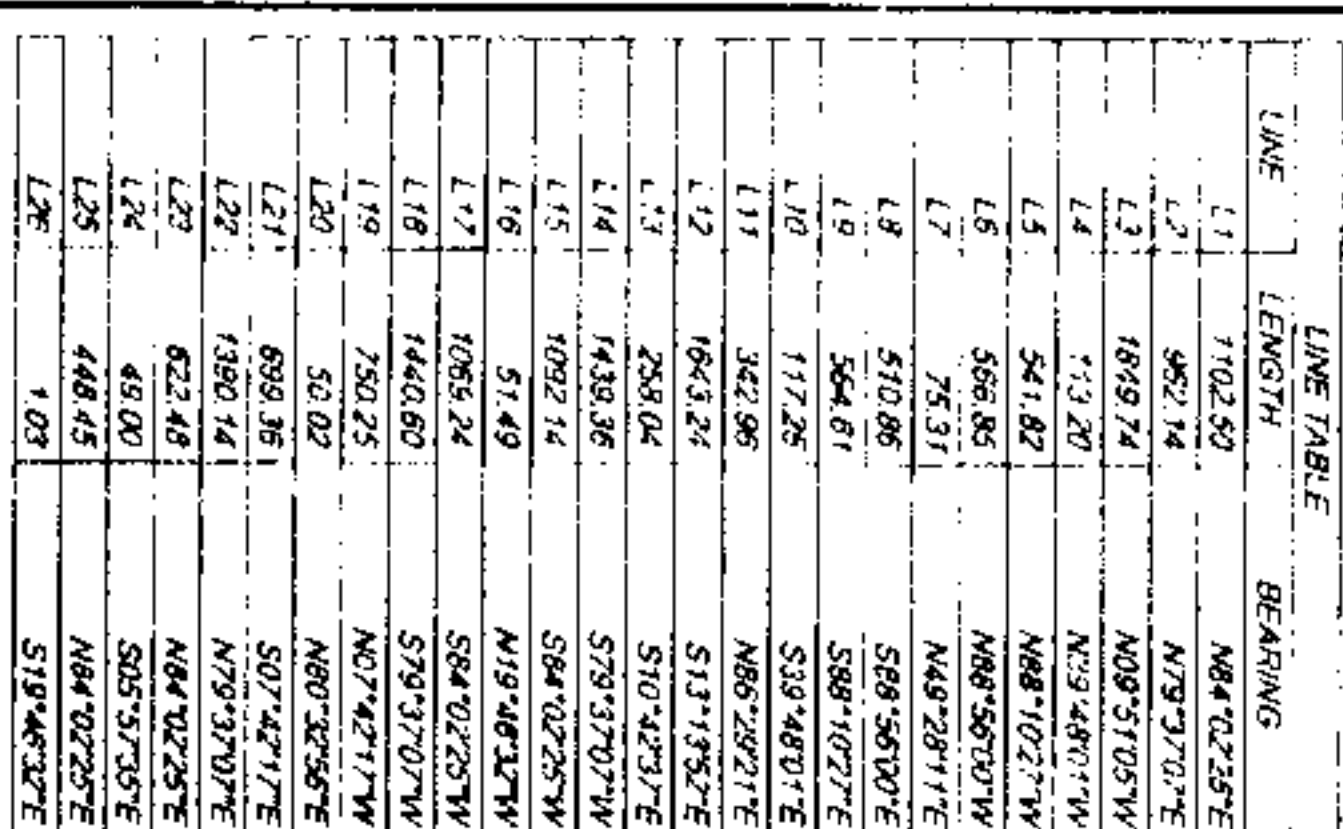 LINE TABLE
LINE LENGTH BEARING
L1 1102.50 N84°02'25"E
L2 952.14 N79°37'07"E
L3 1849.74 N09°51'05"W
L4 113.20 N39°48'01"W
L5 541.82 N88°10'27"W
L6 566.85 N88°56'00"W
L7 75.31 N49°28'11"E
L8 510.86 S88°56'00"E
L9 564.61 S88°10'27"E
L10 117.26 S39°48'01"E
L11 342.96 N86°29'21"E
L12 1643.24 S13°13'52"E
L13 258.04 S10°42'37"E
L14 1439.36 S79°37'07"W
L15 1092.14 S84°02'25"W
L16 51.49 N19°46'32"W
L17 1069.24 S84°02'25"W
L18 1440.60 S79°37'07"W
L19 750.25 N07°42'17"W
L20 50.02 N80°32'56"E
L21 699.36 S07°42'17"E
L22 1390.14 N79°37'07"E
L23 622.48 N84°02'25"E
L24 49.00 S05°57'35"E
L25 448.45 N84°02'25"E
L26 1.03 S19°46'32"E